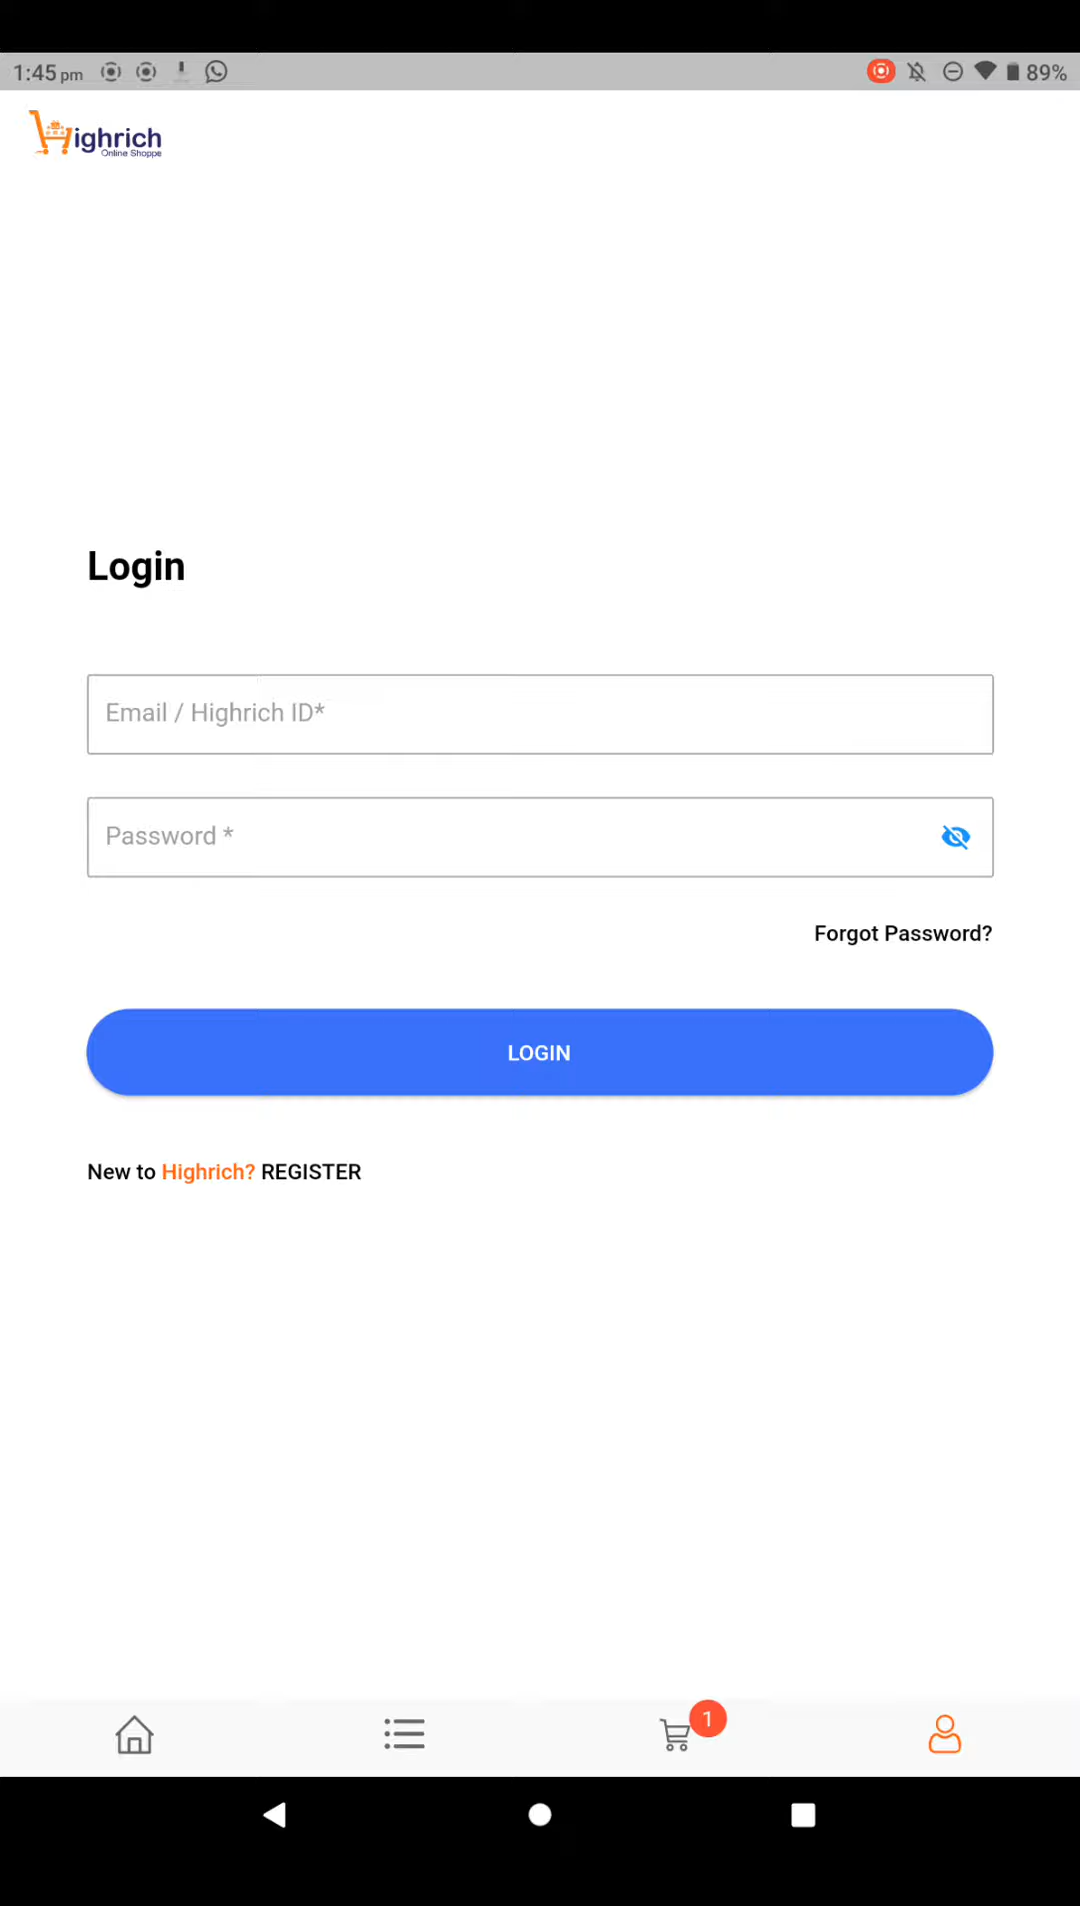 1:45 pm
89%
Highrich
Online Shoppe
Login
Email / Highrich ID*
Password *
Forgot Password?
LOGIN
New to Highrich? REGISTER
1